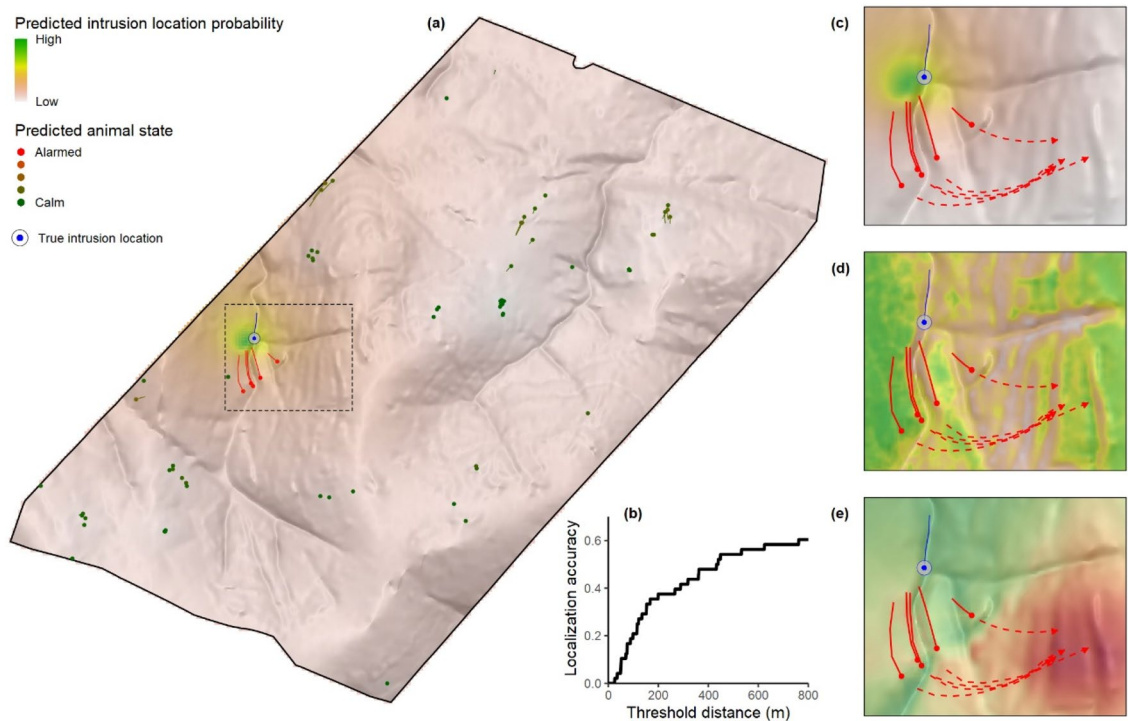 Predicted intrusion location probability
High
Low
Predicted animal state
Alarmed
Calm
True intrusion location
(a)
(b)
Localization accuracy
0.6
0.4
0.2
0.0
0
200
400
600
800
Threshold distance (m)
(c)
(d)
(e)